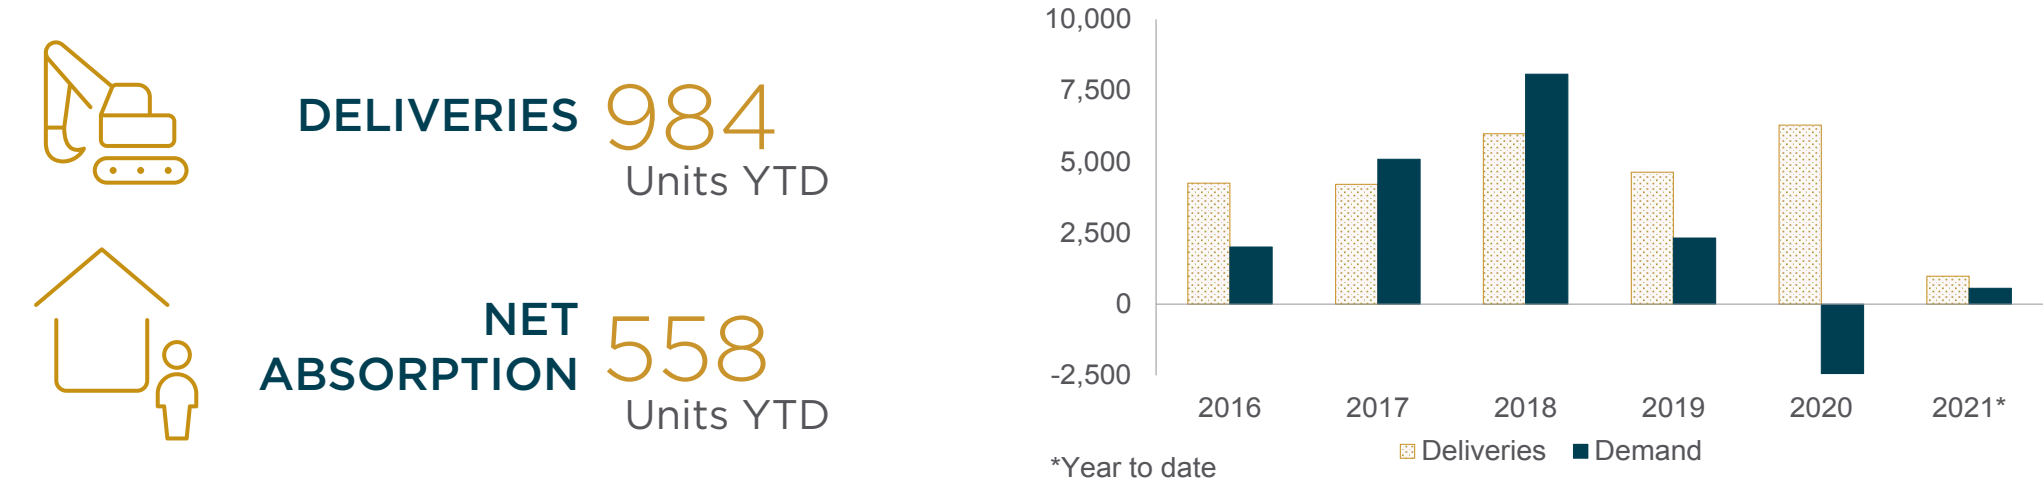 DELIVERIES 984
Units YTD
NET
ABSORPTION 558
Units YTD
10,000
7,500
5,000
2,500
0
-2,500
2016 2017 2018 2019 2020 2021*
Deliveries Demand
*Year to date